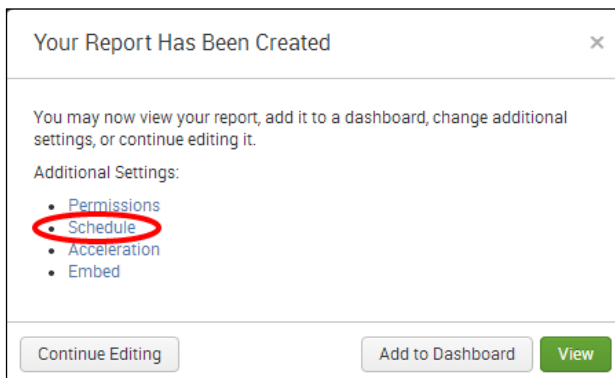 Your Report Has Been Created
You may now view your report, add it to a dashboard, change additional
settings, or continue editing it.
Additional Settings:
• Permissions
• Schedule
• Acceleration
• Embed
Continue Editing Add to Dashboard View